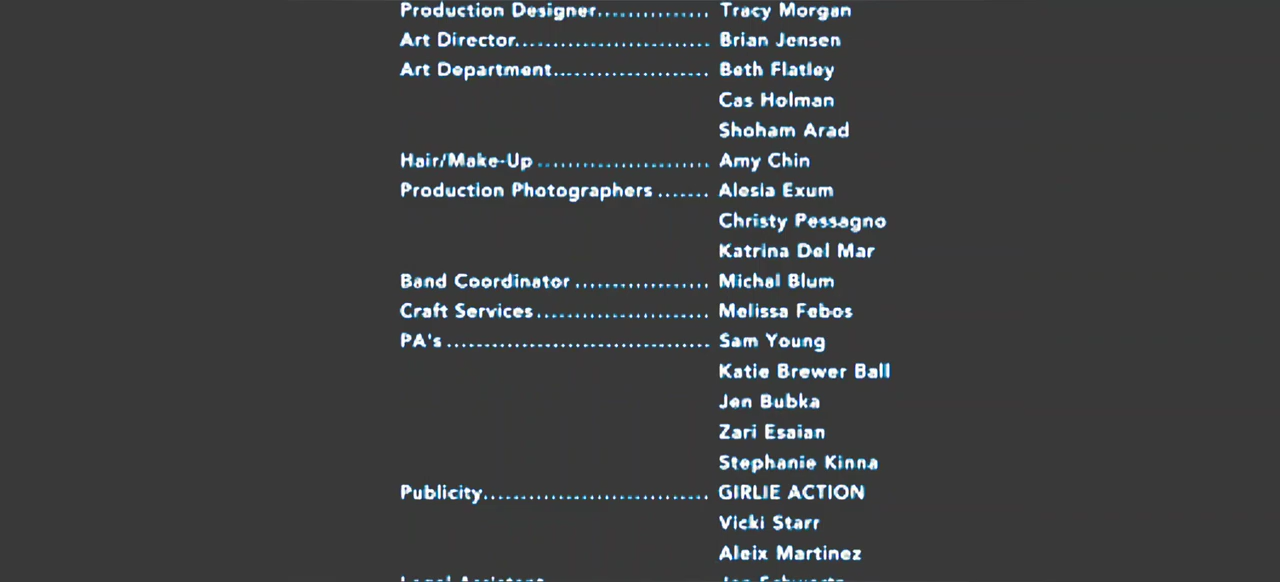 Production Designer............... Tracy Morgan
Art Director.......................... Brian Jensen
Art Department..................... Beth Flatley
Cas Holman
Shoham Arad
Hair/Make-Up ....................... Amy Chin
Production Photographers ....... Alesia Exum
Christy Pessagno
Katrina Del Mar
Band Coordinator .................. Michal Blum
Craft Services....................... Melissa Febos
PA's ................................... Sam Young
Katie Brewer Ball
Jen Bubka
Zari Esaian
Stephanie Kinna
Publicity.............................. GIRLIE ACTION
Vicki Starr
Aleix Martinez